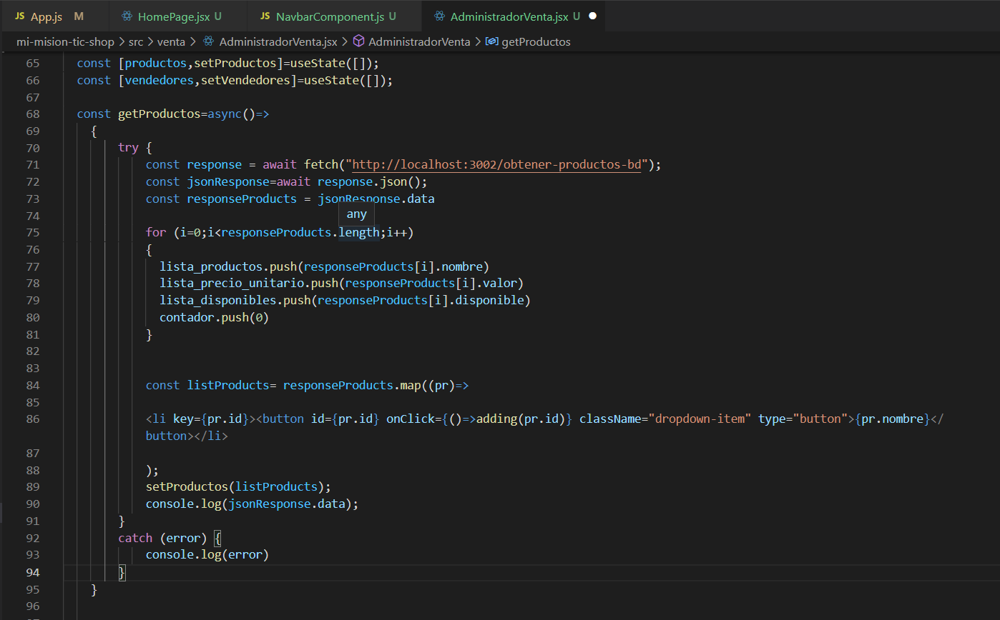 JS App.js M HomePage.jsx U JS NavbarComponent.js U AdministradorVenta.jsx U
mi-mision-tic-shop > src > venta > AdministradorVenta.jsx > AdministradorVenta > getProductos
65 const [productos,setProductos]=useState([]);
66 const [vendedores,setVendedores]=useState([]);
67
68 const getProductos=async()=>
69 {
70 try {
71 const response = await fetch("http://localhost:3002/obtener-productos-bd");
72 const jsonResponse=await response.json();
73 const responseProducts = jsonResponse.data
74 any
75 for (i=0;i<responseProducts.length;i++)
76 {
77 lista_productos.push(responseProducts[i].nombre)
78 lista_precio_unitario.push(responseProducts[i].valor)
79 lista_disponibles.push(responseProducts[i].disponible)
80 contador.push(0)
81 }
82
83
84 const listProducts= responseProducts.map((pr)=>
85
86 <li key={pr.id}><button id={pr.id} onClick={()=>adding(pr.id)} className="dropdown-item" type="button">{pr.nombre}</
button></li>
87
88 );
89 setProductos(listProducts);
90 console.log(jsonResponse.data);
91 }
92 catch (error) {
93 console.log(error)
94 }
95 }
96